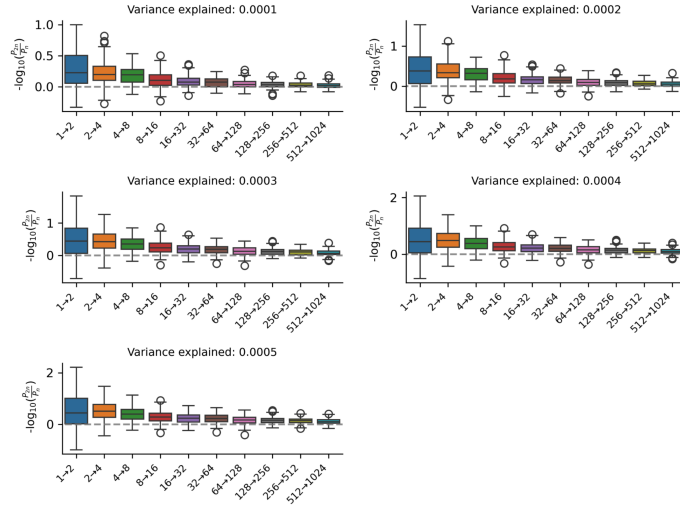 Variance explained: 0.0001
-log₁₀(P₂ₙ/Pₙ)
1.0
0.5
0.0
1→2 2→4 4→8 8→16 16→32 32→64 64→128 128→256 256→512 512→1024
Variance explained: 0.0002
-log₁₀(P₂ₙ/Pₙ)
1
0
1→2 2→4 4→8 8→16 16→32 32→64 64→128 128→256 256→512 512→1024
Variance explained: 0.0003
-log₁₀(P₂ₙ/Pₙ)
1
0
1→2 2→4 4→8 8→16 16→32 32→64 64→128 128→256 256→512 512→1024
Variance explained: 0.0004
-log₁₀(P₂ₙ/Pₙ)
2
0
1→2 2→4 4→8 8→16 16→32 32→64 64→128 128→256 256→512 512→1024
Variance explained: 0.0005
-log₁₀(P₂ₙ/Pₙ)
2
0
1→2 2→4 4→8 8→16 16→32 32→64 64→128 128→256 256→512 512→1024